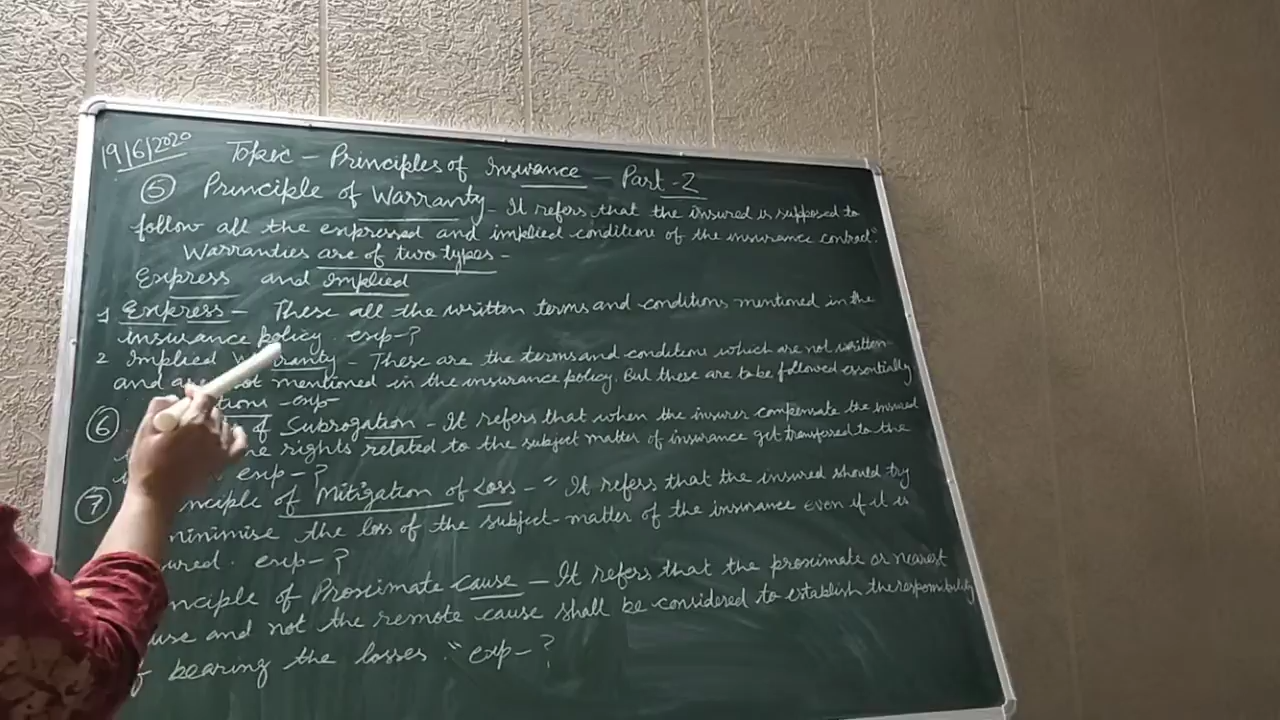 19/6/2020 Topic - Principles of Insurance - Part-2
⑤ Principle of Warranty - It refers that the insured is supposed to
follow all the expressed and implied conditions of the insurance contract."
Warranties are of two types -
Express and Implied
1 Express - These all the written terms and conditions mentioned in the
insurance policy. exp-?
2 Implied Warranty - These are the terms and conditions which are not written
and are not mentioned in the insurance policy. But these are to be followed essentially
tions - exp
⑥ of Subrogation - It refers that when the insurer compensate the insured
rights related to the subject matter of insurance get transferred to the
exp - ?
⑦ nciple of Mitigation of Loss - " It refers that the insured should try
inimise the loss of the subject-matter of the insurance even if it is
ured. exp - ?
nciple of Proximate Cause - It refers that the proximate or nearest
use and not the remote cause shall be considered to establish the responsibility
f bearing the losses." exp - ?